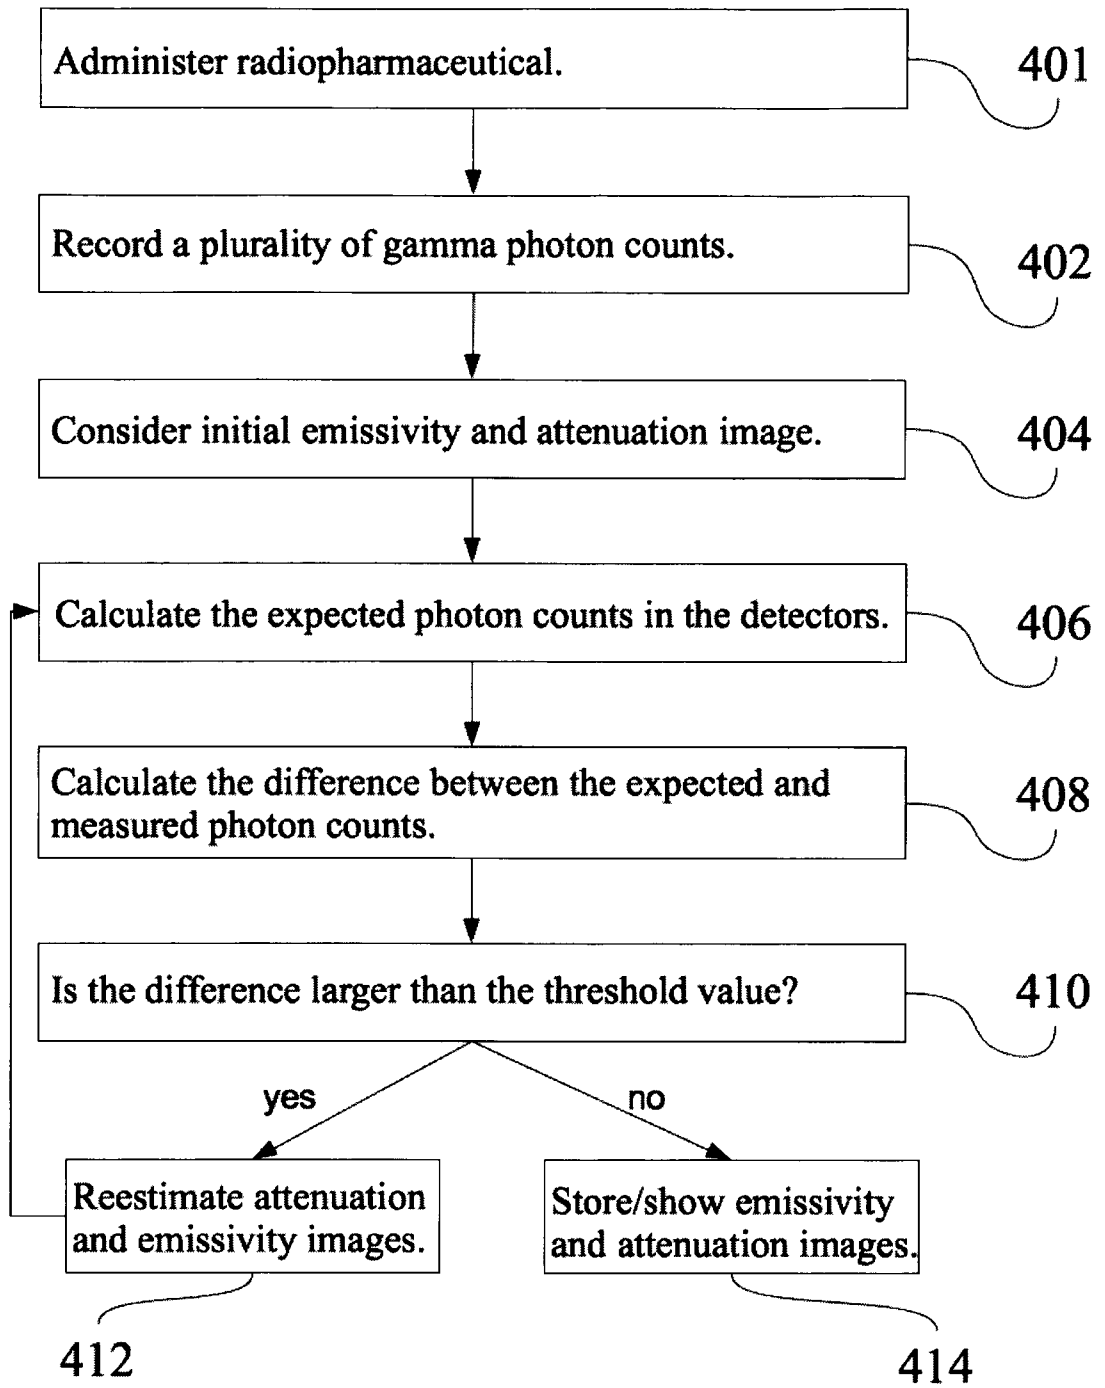 Administer radiopharmaceutical.
401
Record a plurality of gamma photon counts.
402
Consider initial emissivity and attenuation image.
404
Calculate the expected photon counts in the detectors.
406
Calculate the difference between the expected and
measured photon counts.
408
Is the difference larger than the threshold value?
410
yes
no
Reestimate attenuation
and emissivity images.
Store/show emissivity
and attenuation images.
412
414